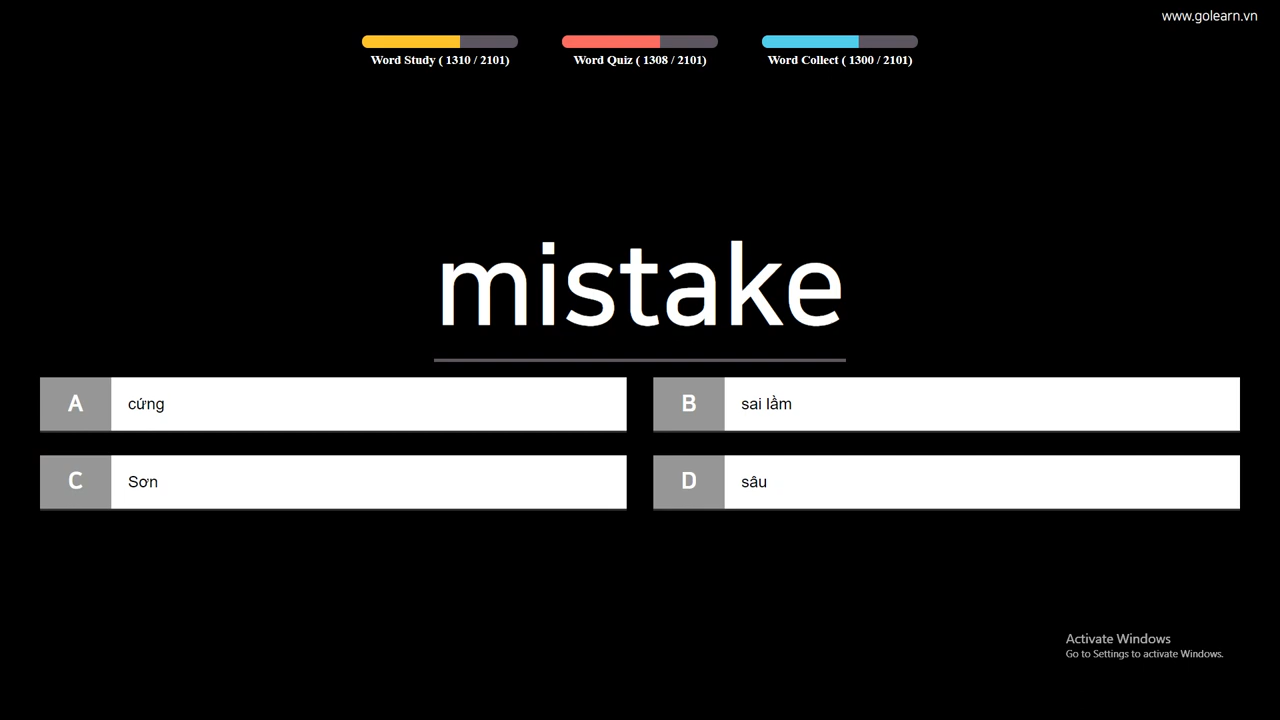 www.golearn.vn
Word Study ( 1310 / 2101)
Word Quiz ( 1308 / 2101)
Word Collect ( 1300 / 2101)
mistake
A cứng
B sai lầm
C Sơn
D sâu
Activate Windows
Go to Settings to activate Windows.